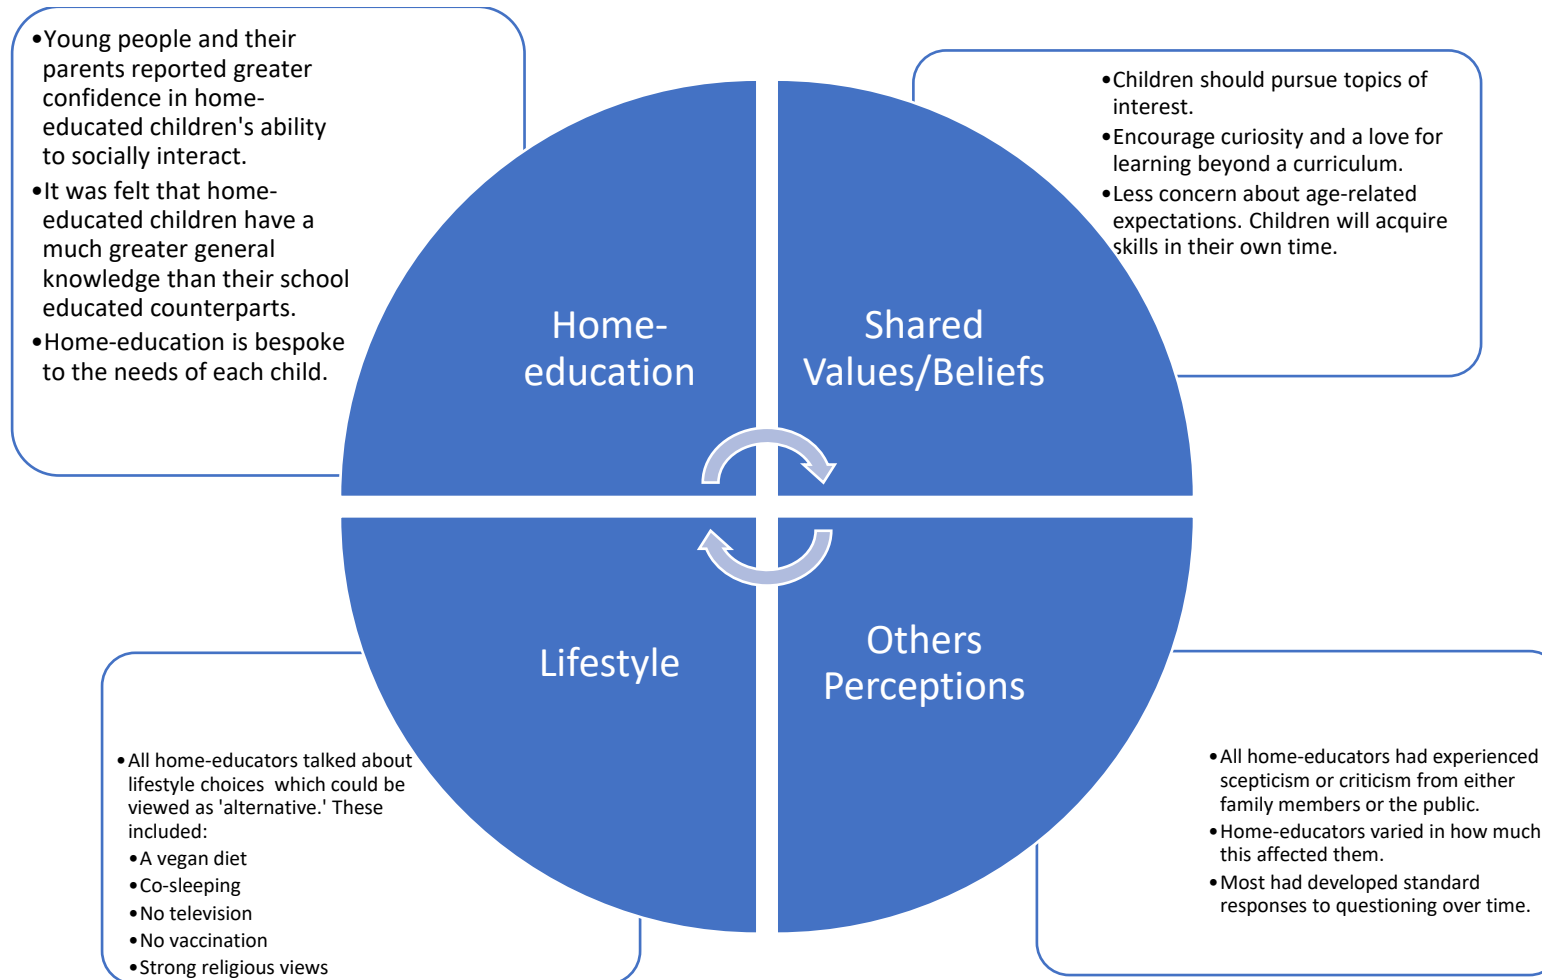 •Young people and their
parents reported greater
confidence in home-
educated children's ability
to socially interact.
•It was felt that home-
educated children have a
much greater general
knowledge than their school
educated counterparts.
•Home-education is bespoke
to the needs of each child.
•Children should pursue topics of
interest.
•Encourage curiosity and a love for
learning beyond a curriculum.
•Less concern about age-related
expectations. Children will acquire
skills in their own time.
Home-
education
Shared
Values/Beliefs
Lifestyle
Others
Perceptions
•All home-educators talked about
lifestyle choices which could be
viewed as 'alternative.' These
included:
•A vegan diet
•Co-sleeping
•No television
•No vaccination
•Strong religious views
•All home-educators had experienced
scepticism or criticism from either
family members or the public.
•Home-educators varied in how much
this affected them.
•Most had developed standard
responses to questioning over time.